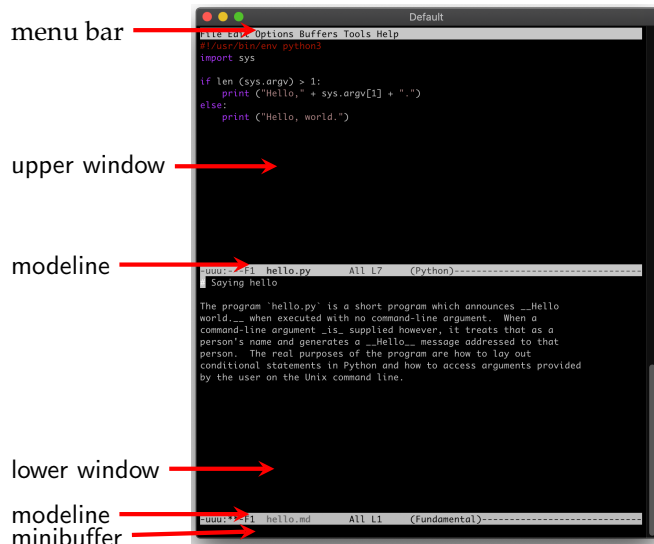 Default
menu bar
File Edit Options Buffers Tools Help
#!/usr/bin/env python3
import sys
if len (sys.argv) > 1:
    print ("Hello," + sys.argv[1] + ".")
else:
    print ("Hello, world.")
upper window
modeline
-uuu:---F1  hello.py       All L7     (Python)----------------------------------
# Saying hello
The program `hello.py` is a short program which announces __Hello
world.__ when executed with no command-line argument.  When a
command-line argument _is_ supplied however, it treats that as a
person's name and generates a __Hello__ message addressed to that
person.  The real purposes of the program are how to lay out
conditional statements in Python and how to access arguments provided
by the user on the Unix command line.
lower window
modeline
-uuu:**-F1  hello.md       All L1     (Fundamental)-----------------------------
minibuffer